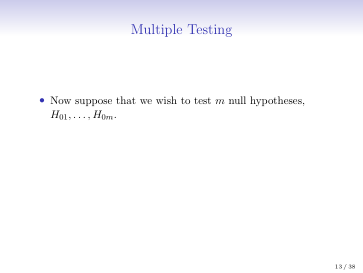 Multiple Testing
• Now suppose that we wish to test m null hypotheses,
H₀₁, . . . , H₀ₘ.
13 / 38